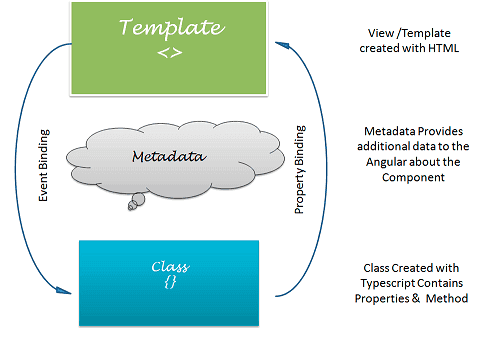 Template
<>
View /Template
created with HTML
Event Binding
Metadata
Property Binding
Metadata Provides
additional data to the
Angular about the
Component
Class
{}
Class Created with
Typescript Contains
Properties & Method